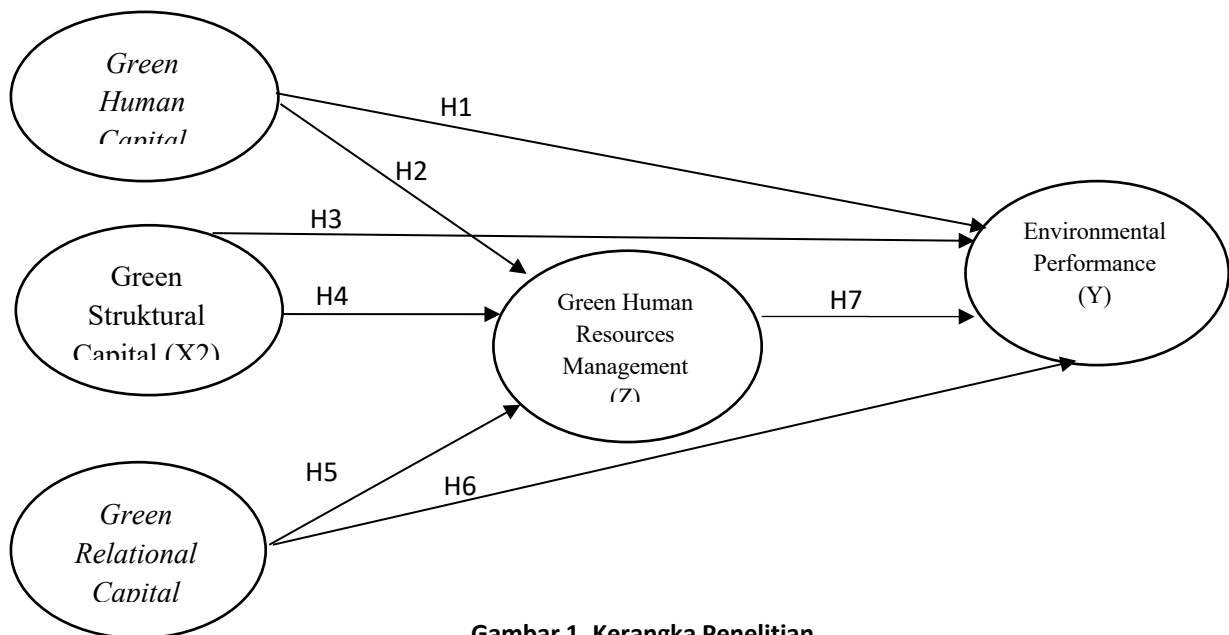 Green
Human
Capital
H1
H2
H3
Green
Struktural
Capital (X2)
H4
Green Human
Resources
Management
(Z)
H7
Environmental
Performance
(Y)
H5
H6
Green
Relational
Capital
Gambar 1. Kerangka Penelitian